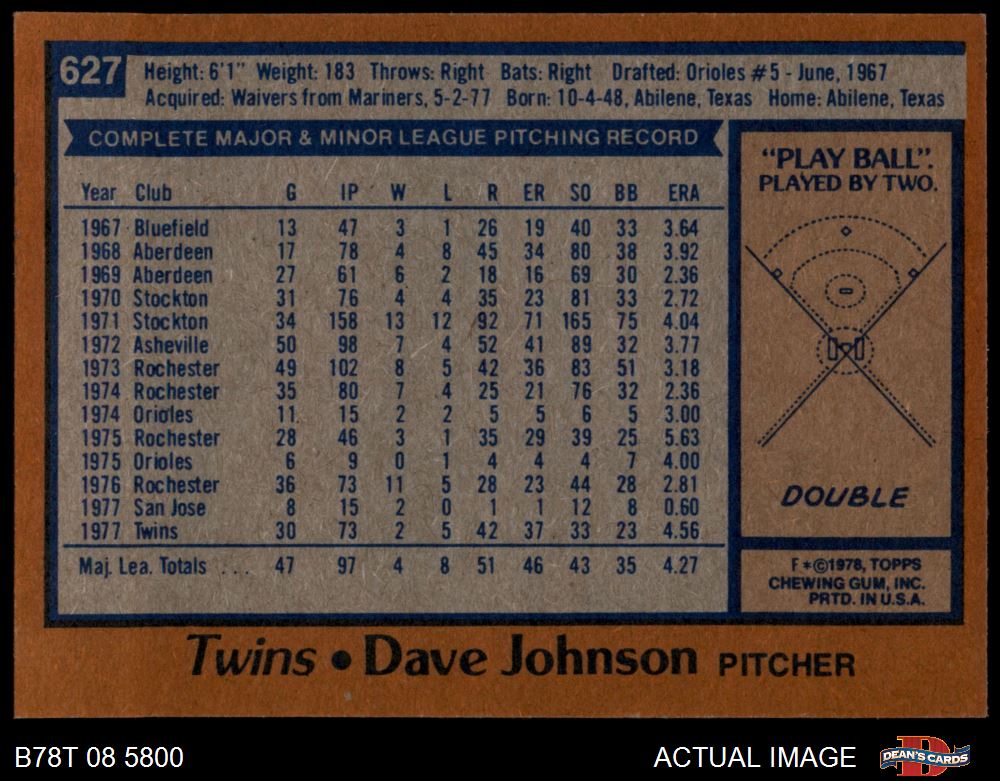 627
Height: 6'1" Weight: 183 Throws: Right Bats: Right Drafted: Orioles #5 - June, 1967
Acquired: Waivers from Mariners, 5-2-77 Born: 10-4-48, Abilene, Texas Home: Abilene, Texas
COMPLETE MAJOR & MINOR LEAGUE PITCHING RECORD
Year Club G IP W L R ER SO BB ERA
1967 Bluefield 13 47 3 1 26 19 40 33 3.64
1968 Aberdeen 17 78 4 8 45 34 80 38 3.92
1969 Aberdeen 27 61 6 2 18 16 69 30 2.36
1970 Stockton 31 76 4 4 35 23 81 33 2.72
1971 Stockton 34 158 13 12 92 71 165 75 4.04
1972 Asheville 50 98 7 4 52 41 89 32 3.77
1973 Rochester 49 102 8 5 42 36 83 51 3.18
1974 Rochester 35 80 7 4 25 21 76 32 2.36
1974 Orioles 11 15 2 2 5 5 6 5 3.00
1975 Rochester 28 46 3 1 35 29 39 25 5.63
1975 Orioles 6 9 0 1 4 4 4 7 4.00
1976 Rochester 36 73 11 5 28 23 44 28 2.81
1977 San Jose 8 15 2 0 1 1 12 8 0.60
1977 Twins 30 73 2 5 42 37 33 23 4.56
Maj. Lea. Totals ... 47 97 4 8 51 46 43 35 4.27
"PLAY BALL".
PLAYED BY TWO.
DOUBLE
F*©1978, TOPPS
CHEWING GUM, INC.
PRTD. IN U.S.A.
Twins • Dave Johnson PITCHER
B78T 08 5800
ACTUAL IMAGE
D
DEAN'S CARDS